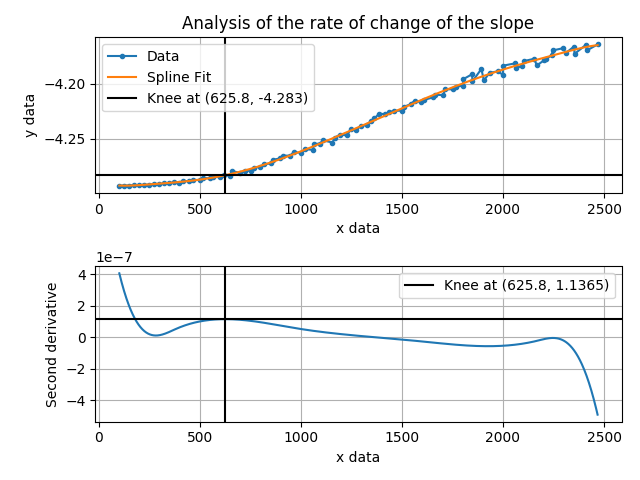 Analysis of the rate of change of the slope
Data
Spline Fit
Knee at (625.8, -4.283)
−4.20
−4.25
y data
0 500 1000 1500 2000 2500
x data
1e−7
Knee at (625.8, 1.1365)
4
2
0
−2
−4
Second derivative
0 500 1000 1500 2000 2500
x data